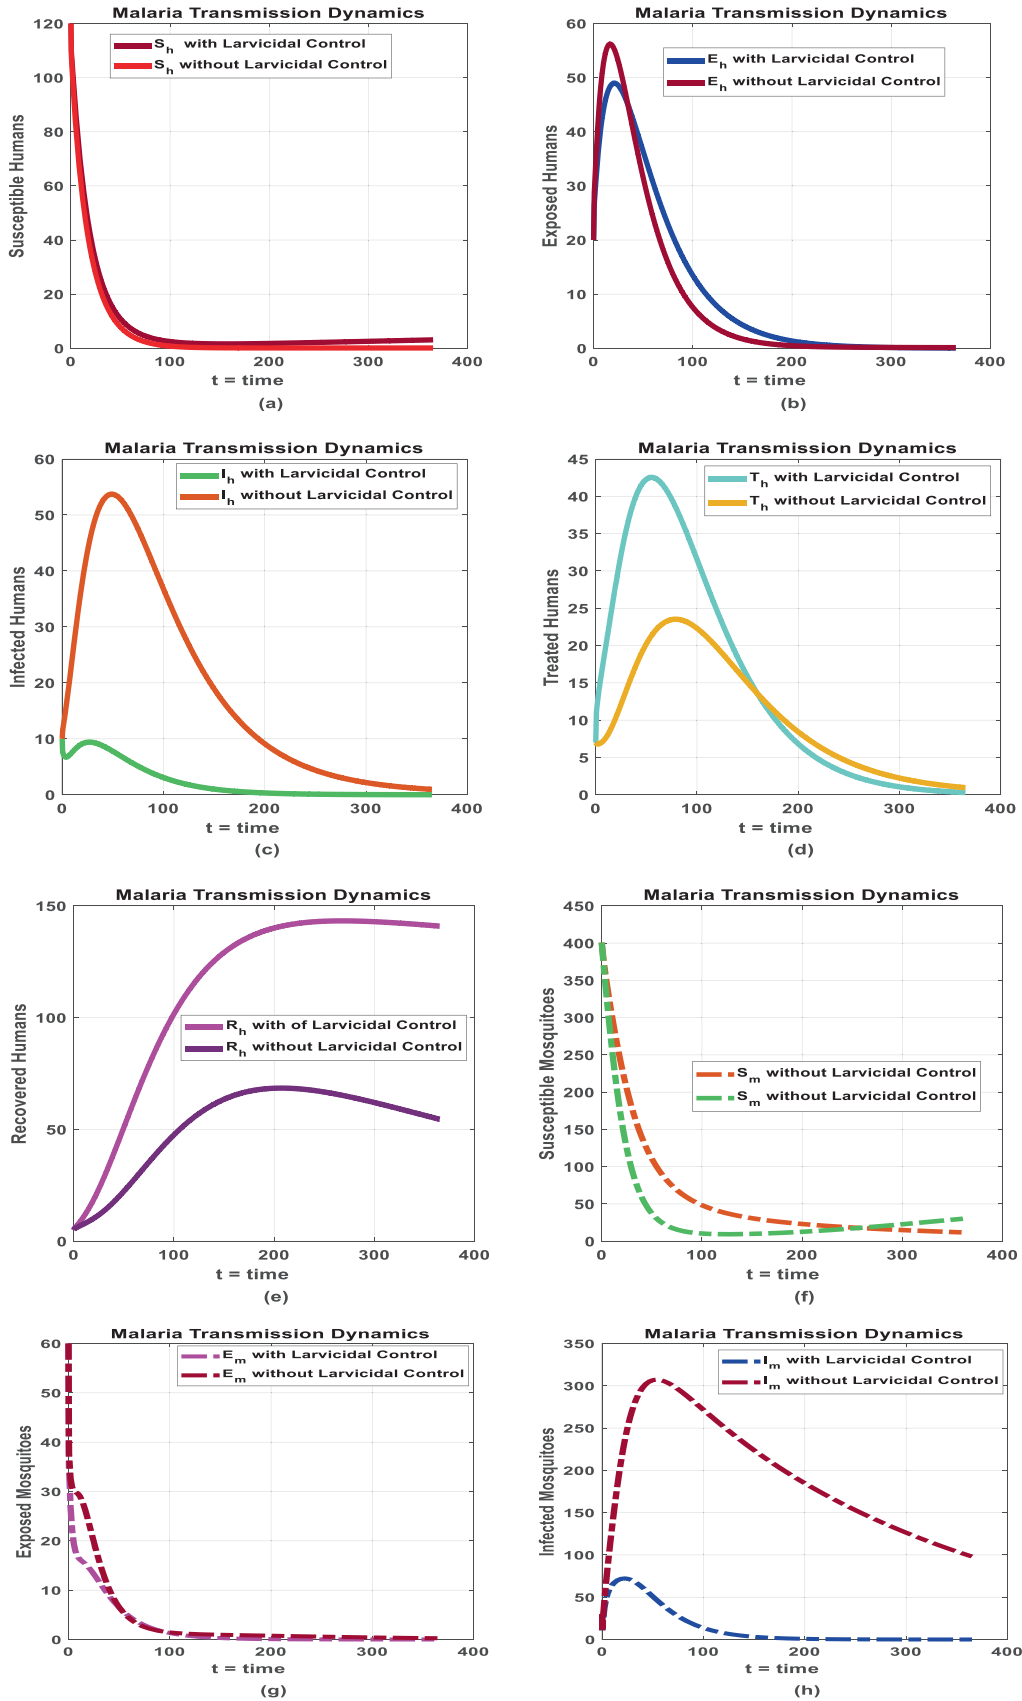 Malaria Transmission Dynamics
120
100
80
60
40
20
0
Susceptible Humans
S_h with Larvicidal Control
S_h without Larvicidal Control
0 100 200 300 400
t = time
(a)
Malaria Transmission Dynamics
60
50
40
30
20
10
0
Exposed Humans
E_h with Larvicidal Control
E_h without Larvicidal Control
0 100 200 300 400
t = time
(b)
Malaria Transmission Dynamics
60
50
40
30
20
10
0
Infected Humans
I_h with Larvicidal Control
I_h without Larvicidal Control
0 100 200 300 400
t = time
(c)
Malaria Transmission Dynamics
45
40
35
30
25
20
15
10
5
0
Treated Humans
T_h with Larvicidal Control
T_h without Larvicidal Control
0 100 200 300 400
t = time
(d)
Malaria Transmission Dynamics
150
100
50
0
Recovered Humans
R_h with of Larvicidal Control
R_h without Larvicidal Control
0 100 200 300 400
t = time
(e)
Malaria Transmission Dynamics
450
400
350
300
250
200
150
100
50
0
Susceptible Mosquitoes
S_m without Larvicidal Control
S_m without Larvicidal Control
0 100 200 300 400
t = time
(f)
Malaria Transmission Dynamics
60
50
40
30
20
10
0
Exposed Mosquitoes
E_m with Larvicidal Control
E_m without Larvicidal Control
0 100 200 300 400
t = time
(g)
Malaria Transmission Dynamics
350
300
250
200
150
100
50
0
Infected Mosquitoes
I_m with Larvicidal Control
I_m without Larvicidal Control
0 100 200 300 400
t = time
(h)